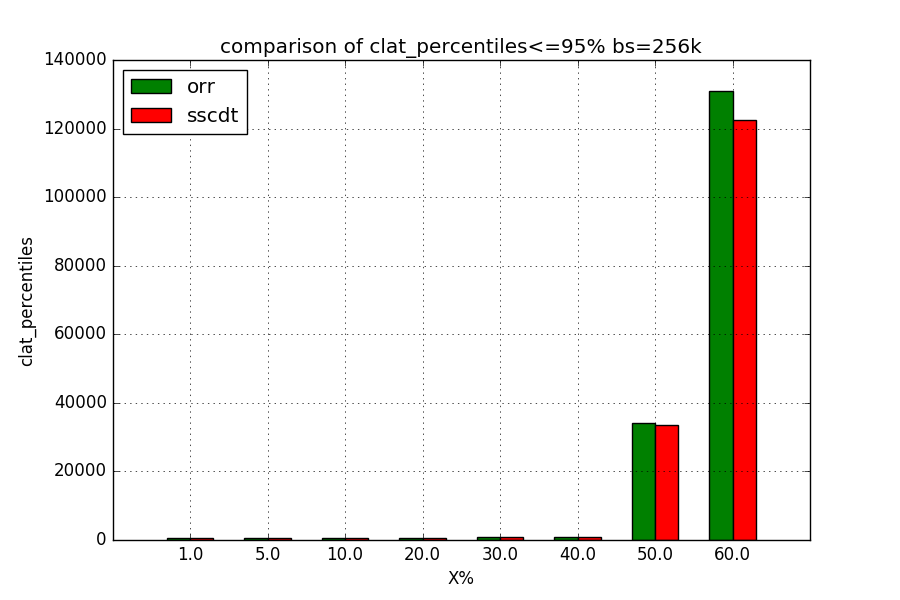 comparison of clat_percentiles<=95% bs=256k
140000
120000
100000
80000
60000
40000
20000
0
clat_percentiles
orr
sscdt
1.0 5.0 10.0 20.0 30.0 40.0 50.0 60.0
X%